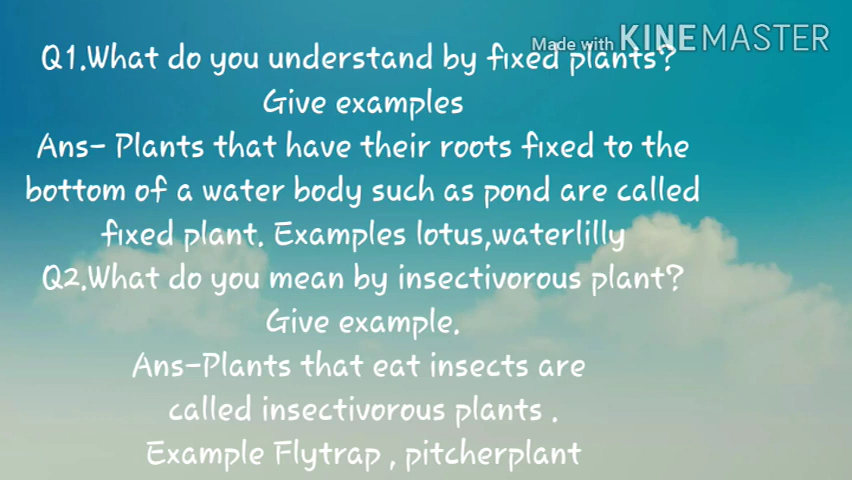 Made with KINEMASTER
Q1.What do you understand by fixed plants?
Give examples
Ans- Plants that have their roots fixed to the
bottom of a water body such as pond are called
fixed plant. Examples lotus,waterlilly
Q2.What do you mean by insectivorous plant?
Give example.
Ans-Plants that eat insects are
called insectivorous plants .
Example Flytrap , pitcherplant